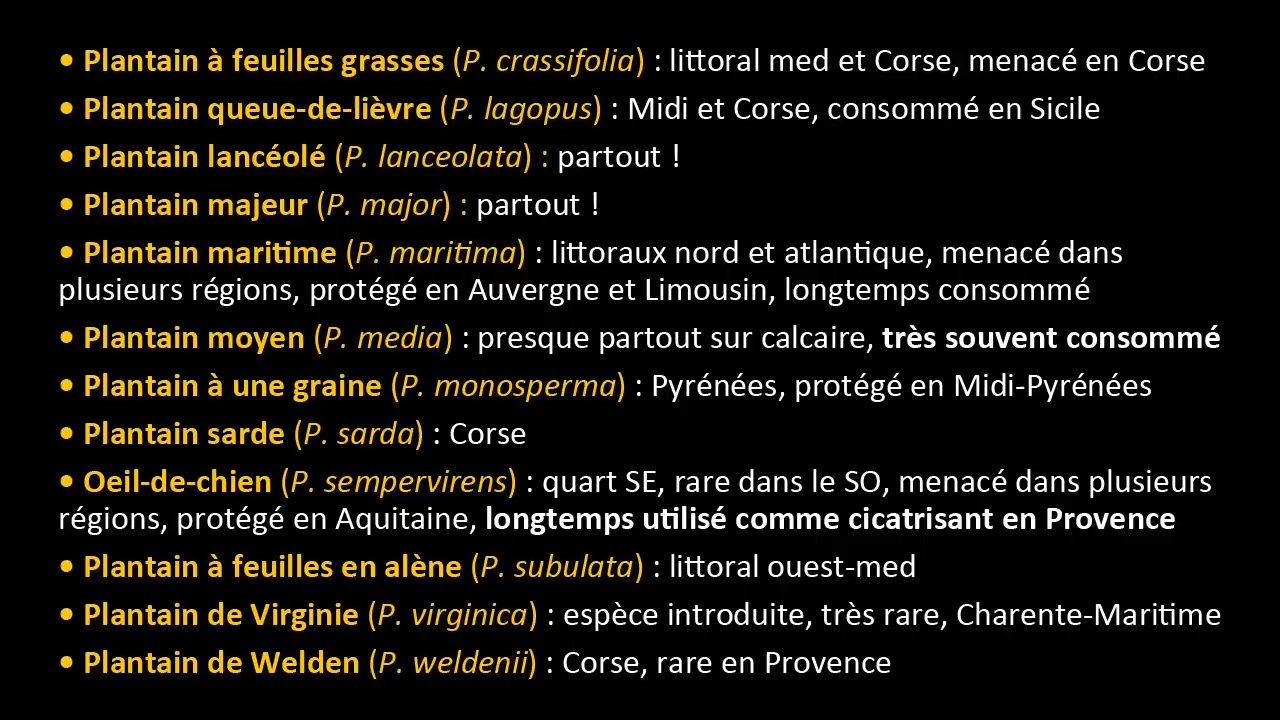 • Plantain à feuilles grasses (P. crassifolia) : littoral med et Corse, menacé en Corse
• Plantain queue-de-lièvre (P. lagopus) : Midi et Corse, consommé en Sicile
• Plantain lancéolé (P. lanceolata) : partout !
• Plantain majeur (P. major) : partout !
• Plantain maritime (P. maritima) : littoraux nord et atlantique, menacé dans
plusieurs régions, protégé en Auvergne et Limousin, longtemps consommé
• Plantain moyen (P. media) : presque partout sur calcaire, très souvent consommé
• Plantain à une graine (P. monosperma) : Pyrénées, protégé en Midi-Pyrénées
• Plantain sarde (P. sarda) : Corse
• Oeil-de-chien (P. sempervirens) : quart SE, rare dans le SO, menacé dans plusieurs
régions, protégé en Aquitaine, longtemps utilisé comme cicatrisant en Provence
• Plantain à feuilles en alène (P. subulata) : littoral ouest-med
• Plantain de Virginie (P. virginica) : espèce introduite, très rare, Charente-Maritime
• Plantain de Welden (P. weldenii) : Corse, rare en Provence